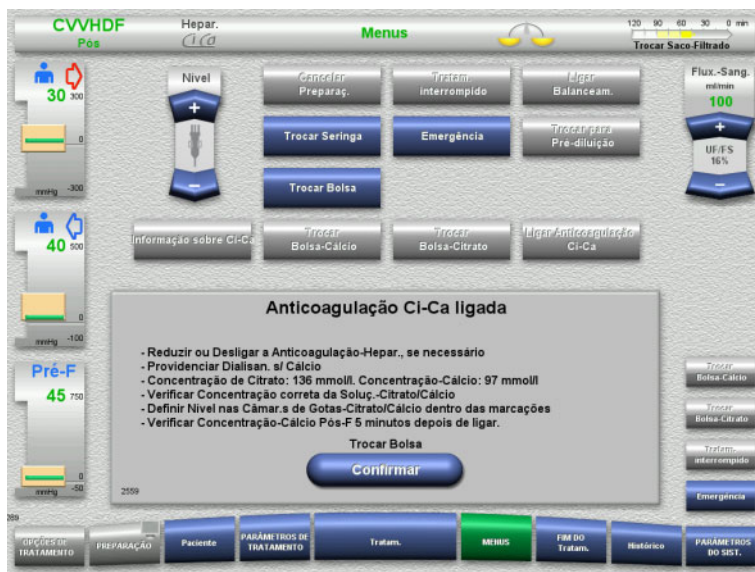 CVVHDF
Pós
Hepar.
Ci Ca
Menus
120 90 60 30 0 min
Trocar Saco-Filtrado
30
300
0
-300
mmHg
40
500
0
-100
mmHg
Pré-F
45
750
0
-50
mmHg
Nível
+
–
Cancelar
Preparaç.
Tratam.
interrompido
Ligar
Balanceam.
Trocar Seringa
Emergência
Trocar para
Pré-diluição
Trocar Bolsa
Informação sobre Ci-Ca
Trocar
Bolsa-Cálcio
Trocar
Bolsa-Citrato
Ligar Anticoagulação
Ci-Ca
Flux.-Sang.
ml/min
100
+
UF/FS
16%
–
Anticoagulação Ci-Ca ligada
- Reduzir ou Desligar a Anticoagulação-Hepar., se necessário
- Providenciar Dialisan. s/ Cálcio
- Concentração de Citrato: 136 mmol/l. Concentração-Cálcio: 97 mmol/l
- Verificar Concentração correta da Soluç.-Citrato/Cálcio
- Definir Nivel nas Câmar.s de Gotas-Citrato/Cálcio dentro das marcações
- Verificar Concentração-Cálcio Pós-F 5 minutos depois de ligar.
Trocar Bolsa
Confirmar
2559
Trocar
Bolsa-Cálcio
Trocar
Bolsa-Citrato
Tratam.
interrompido
Emergência
OPÇÕES DE
TRATAMENTO
PREPARAÇÃO
Paciente
PARÂMETROS DE
TRATAMENTO
Tratam.
MENUS
FIM DO
Tratam.
Histórico
PARÂMETROS
DO SIST.